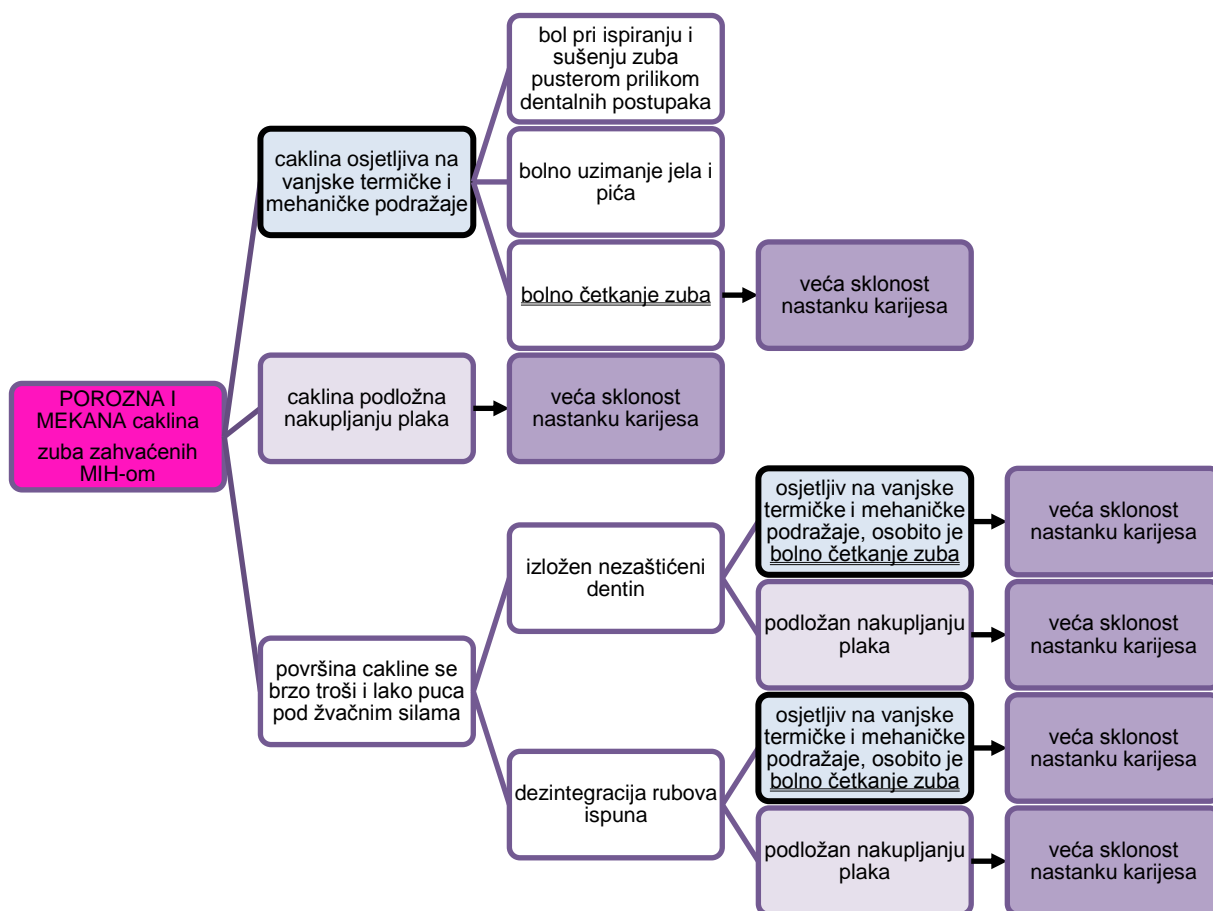 bol pri ispiranju i
sušenju zuba
pusterom prilikom
dentalnih postupaka
caklina osjetljiva na
vanjske termičke i
mehaničke podražaje
bolno uzimanje jela i
pića
bolno četkanje zuba
veća sklonost
nastanku karijesa
POROZNA I
MEKANA caklina
zuba zahvaćenih
MIH-om
caklina podložna
nakupljanju plaka
veća sklonost
nastanku karijesa
površina cakline se
brzo troši i lako puca
pod žvačnim silama
izložen nezaštićeni
dentin
osjetljiv na vanjske
termičke i mehaničke
podražaje, osobito je
bolno četkanje zuba
veća sklonost
nastanku karijesa
podložan nakupljanju
plaka
veća sklonost
nastanku karijesa
dezintegracija rubova
ispuna
osjetljiv na vanjske
termičke i mehaničke
podražaje, osobito je
bolno četkanje zuba
veća sklonost
nastanku karijesa
podložan nakupljanju
plaka
veća sklonost
nastanku karijesa